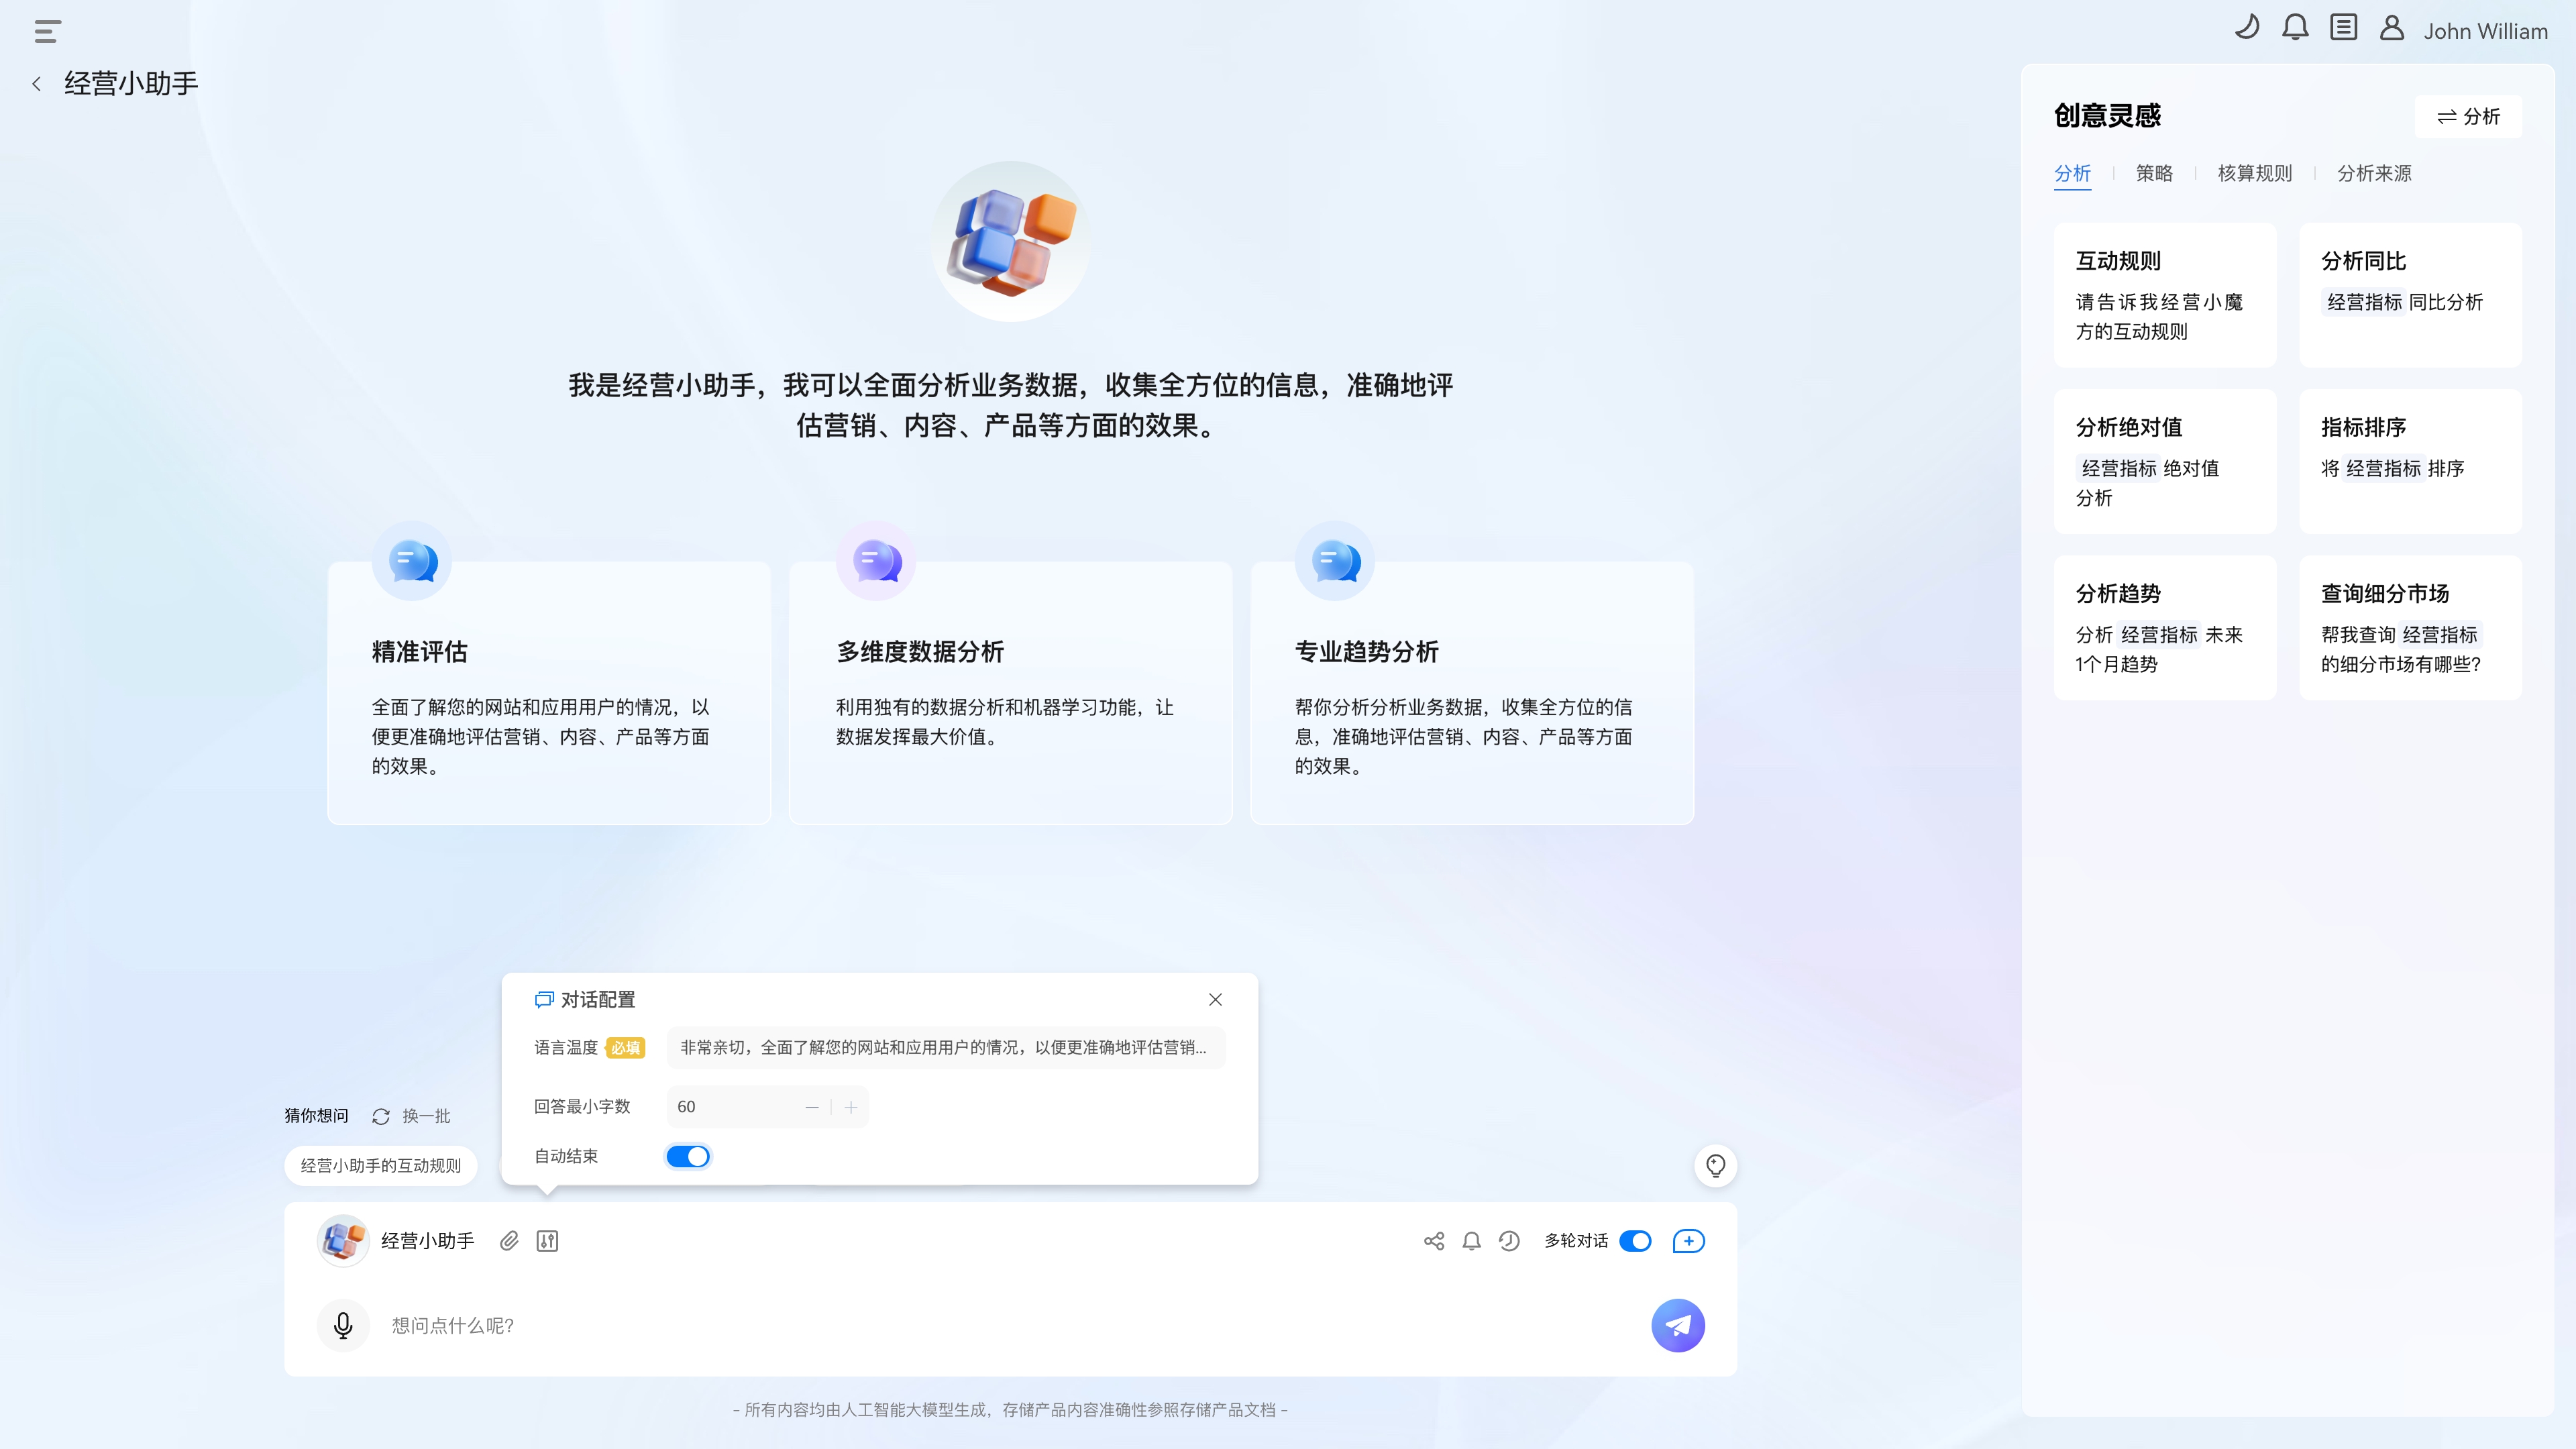 John William
经营小助手
我是经营小助手，我可以全面分析业务数据，收集全方位的信息，准确地评
估营销、内容、产品等方面的效果。
精准评估
全面了解您的网站和应用用户的情况，以
便更准确地评估营销、内容、产品等方面
的效果。
多维度数据分析
利用独有的数据分析和机器学习功能，让
数据发挥最大价值。
专业趋势分析
帮你分析分析业务数据，收集全方位的信
息，准确地评估营销、内容、产品等方面
的效果。
对话配置
语言温度 必填 非常亲切，全面了解您的网站和应用用户的情况，以便更准确地评估营销...
回答最小字数 60
自动结束
猜你想问 换一批
经营小助手的互动规则
经营小助手 多轮对话
想问点什么呢?
- 所有内容均由人工智能大模型生成，存储产品内容准确性参照存储产品文档 -
创意灵感 分析
分析 策略 核算规则 分析来源
互动规则
请告诉我经营小魔
方的互动规则
分析同比
经营指标 同比分析
分析绝对值
经营指标 绝对值
分析
指标排序
将 经营指标 排序
分析趋势
分析 经营指标 未来
1个月趋势
查询细分市场
帮我查询 经营指标
的细分市场有哪些?